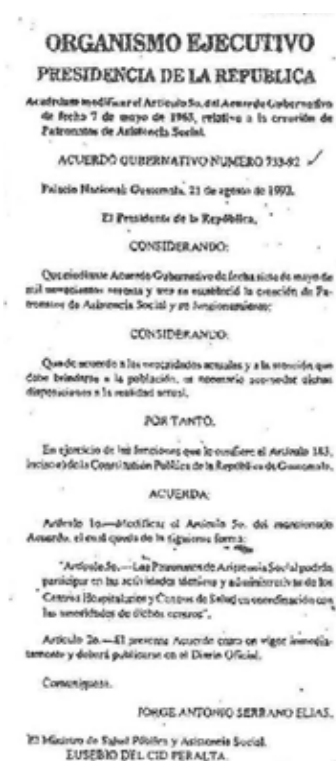 ORGANISMO EJECUTIVO
PRESIDENCIA DE LA REPUBLICA
Acuérdase modificar el Artículo 5o. del Acuerdo Gubernativo
de fecha 7 de mayo de 1963, relativo a la creación de
Patronatos de Asistencia Social.
ACUERDO GUBERNATIVO NUMERO 733-92
Palacio Nacional: Guatemala, 21 de agosto de 1992.
El Presidente de la República,
CONSIDERANDO:
Que mediante Acuerdo Gubernativo de fecha siete de mayo de
mil novecientos sesenta y tres se estableció la creación de Pa-
tronatos de Asistencia Social y su funcionamiento;
CONSIDERANDO:
Que de acuerdo a las necesidades actuales y a la atención que
debe brindarse a la población, es necesario dichas
disposiciones a la realidad actual,
POR TANTO,
En ejercicio de las funciones que le confiere el Artículo 183,
inciso e) de la Constitución Política de la República de Guatemala,
ACUERDA:
Artículo 1o.—Modificar el Artículo 5o. del mencionado
Acuerdo, el cual queda de la siguiente forma:
"Artículo 5o.—Los Patronatos de Asistencia Social podrán
participar en las actividades técnicas y administrativas de los
Centros Hospitalarios y Centros de Salud en coordinación con
las autoridades de dichos centros".
Artículo 2o.—El presente Acuerdo entra en vigor inmedia-
tamente y deberá publicarse en el Diario Oficial.
Comuníquese.
JORGE ANTONIO SERRANO ELIAS.
El Ministro de Salud Pública y Asistencia Social.
EUSEBIO DEL CID PERALTA.